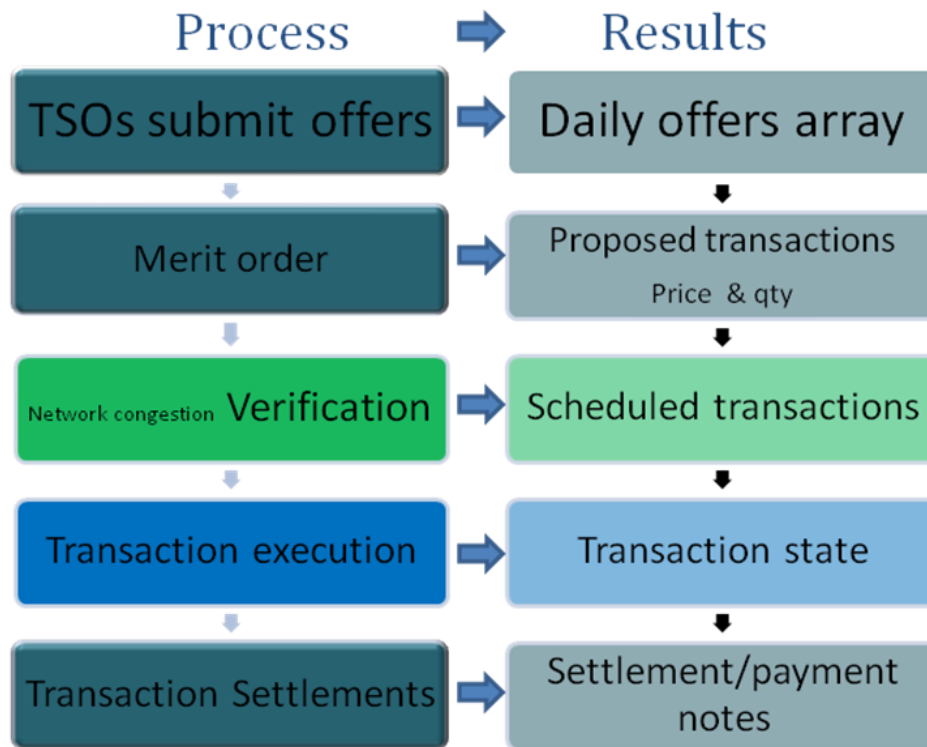 Process Results
TSOs submit offers Daily offers array
Merit order Proposed transactions
Price & qty
Network congestion Verification Scheduled transactions
Transaction execution Transaction state
Transaction Settlements Settlement/payment
notes